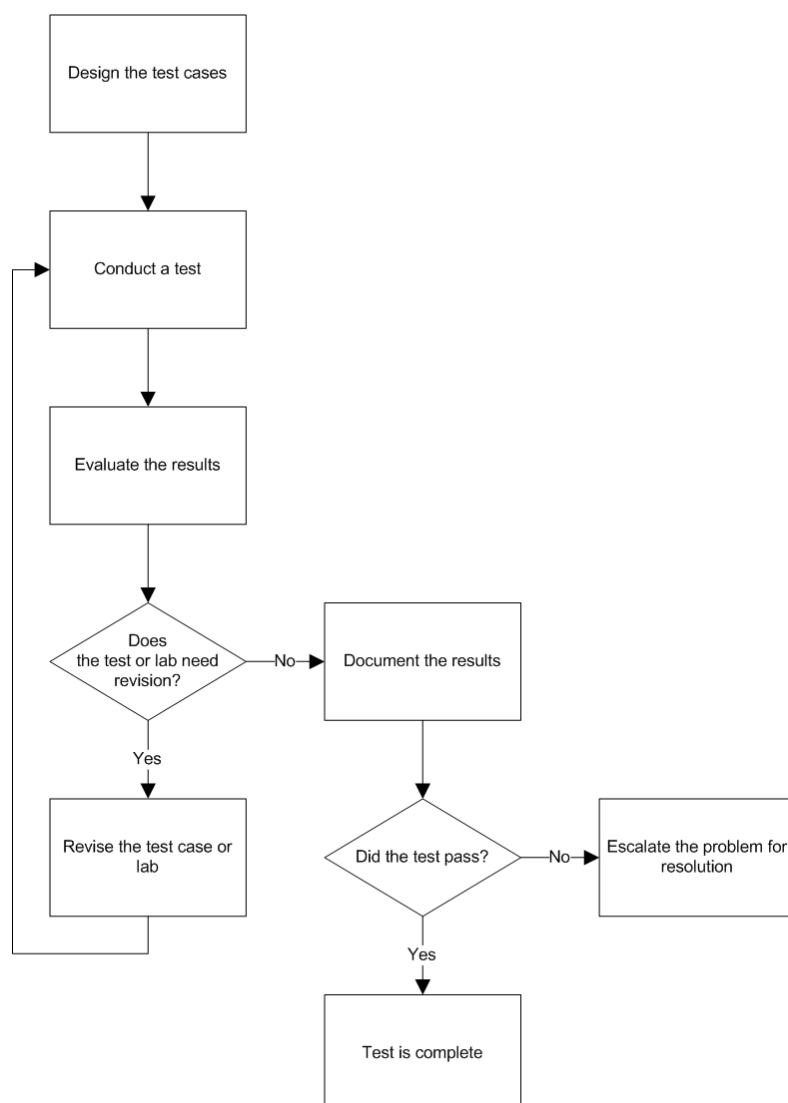 Design the test cases
Conduct a test
Evaluate the results
Does
the test or lab need
revision?
No
Document the results
Yes
Revise the test case or
lab
Did the test pass?
No
Escalate the problem for
resolution
Yes
Test is complete